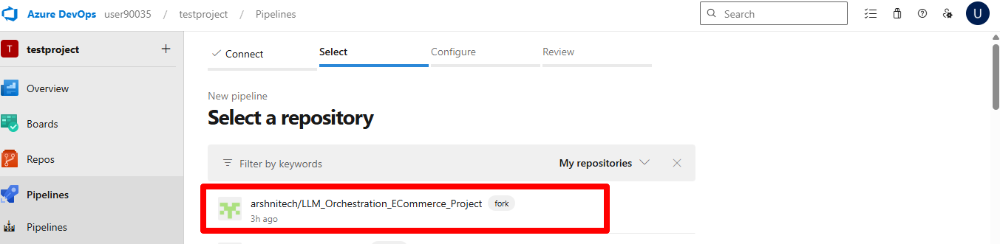 Azure DevOps user90035 / testproject / Pipelines Search U
T testproject +
Overview
Boards
Repos
Pipelines
Pipelines
Connect Select Configure Review
New pipeline
Select a repository
Filter by keywords My repositories
arshnitech/LLM_Orchestration_ECommerce_Project fork
3h ago